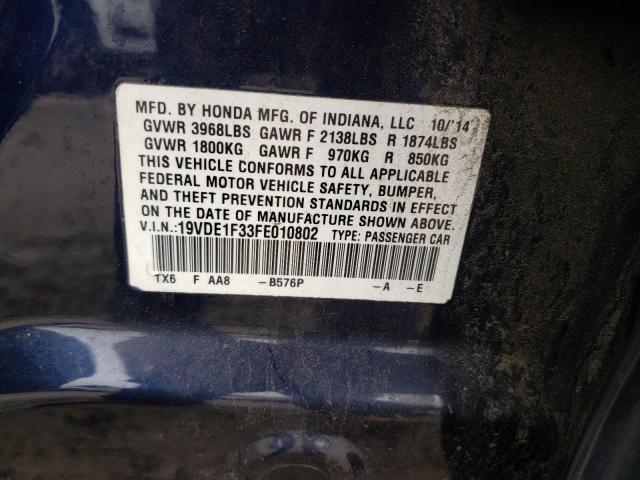 MFD. BY HONDA MFG. OF INDIANA, LLC 10/'14
GVWR 3968LBS GAWR F 2138LBS R 1874LBS
GVWR 1800KG GAWR F 970KG R 850KG
THIS VEHICLE CONFORMS TO ALL APPLICABLE
FEDERAL MOTOR VEHICLE SAFETY, BUMPER,
AND THEFT PREVENTION STANDARDS IN EFFECT
ON THE DATE OF MANUFACTURE SHOWN ABOVE.
V.I.N.:19VDE1F33FE010802 TYPE: PASSENGER CAR
TX6 F AA8 -B576P -A -E